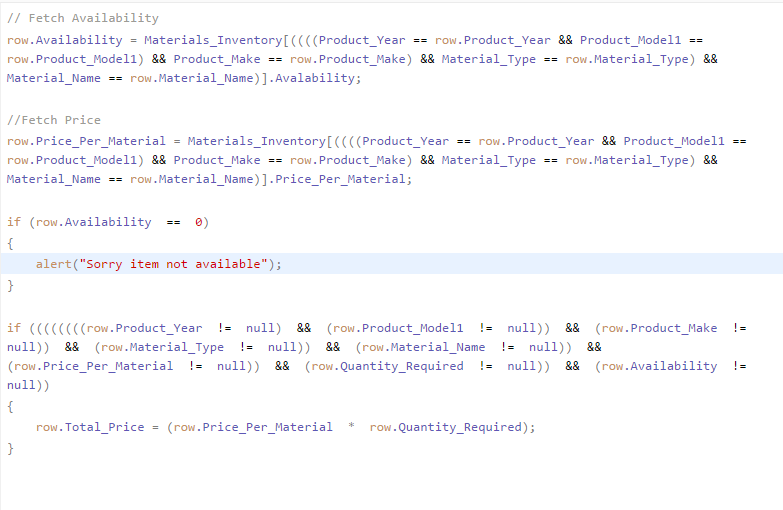 // Fetch Availability
row.Availability = Materials_Inventory[((((Product_Year == row.Product_Year && Product_Model1 ==
row.Product_Model1) && Product_Make == row.Product_Make) && Material_Type == row.Material_Type) &&
Material_Name == row.Material_Name)].Avalability;
//Fetch Price
row.Price_Per_Material = Materials_Inventory[((((Product_Year == row.Product_Year && Product_Model1 ==
row.Product_Model1) && Product_Make == row.Product_Make) && Material_Type == row.Material_Type) &&
Material_Name == row.Material_Name)].Price_Per_Material;
if (row.Availability == 0)
{
alert("Sorry item not available");
}
if ((((((((row.Product_Year != null) && (row.Product_Model1 != null)) && (row.Product_Make !=
null)) && (row.Material_Type != null)) && (row.Material_Name != null)) &&
(row.Price_Per_Material != null)) && (row.Quantity_Required != null)) && (row.Availability !=
null))
{
row.Total_Price = (row.Price_Per_Material * row.Quantity_Required);
}